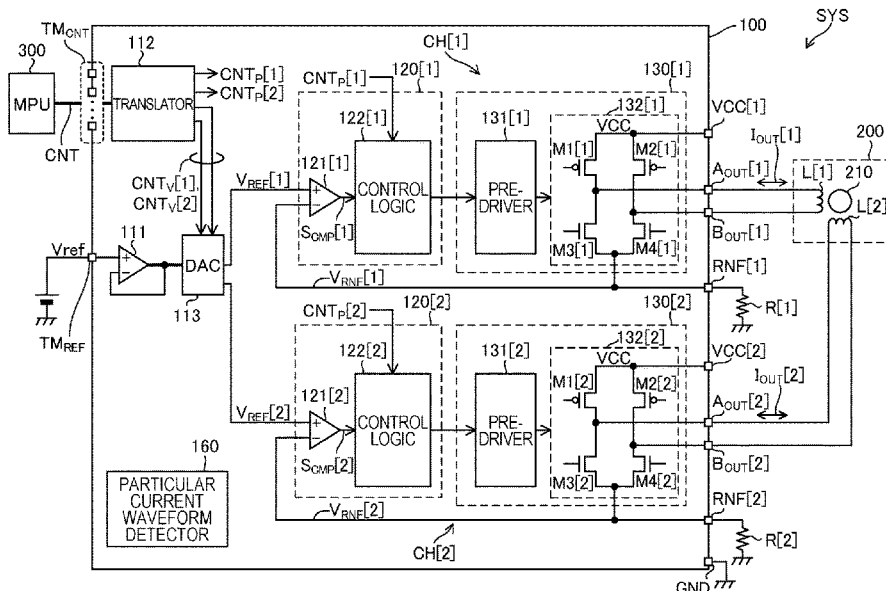 SYS
TMCNT
112
300
MPU
CNT
TRANSLATOR
CNTP[1]
CNTP[2]
CNTV[1],
CNTV[2]
Vref
111
TMREF
DAC
113
100
CH[1]
CNTP[1]
120[1]
122[1]
121[1]
VREF[1]
SCMP[1]
CONTROL
LOGIC
130[1]
131[1]
PRE-
DRIVER
132[1]
VCC
M1[1]
M2[1]
M3[1]
M4[1]
VRNF[1]
VCC[1]
IOUT[1]
AOUT[1]
BOUT[1]
RNF[1]
R[1]
200
L[1]
210
L[2]
CNTP[2]
120[2]
122[2]
121[2]
VREF[2]
SCMP[2]
CONTROL
LOGIC
130[2]
131[2]
PRE-
DRIVER
132[2]
VCC
M1[2]
M2[2]
M3[2]
M4[2]
VRNF[2]
VCC[2]
IOUT[2]
AOUT[2]
BOUT[2]
RNF[2]
R[2]
160
PARTICULAR
CURRENT
WAVEFORM
DETECTOR
CH[2]
GND